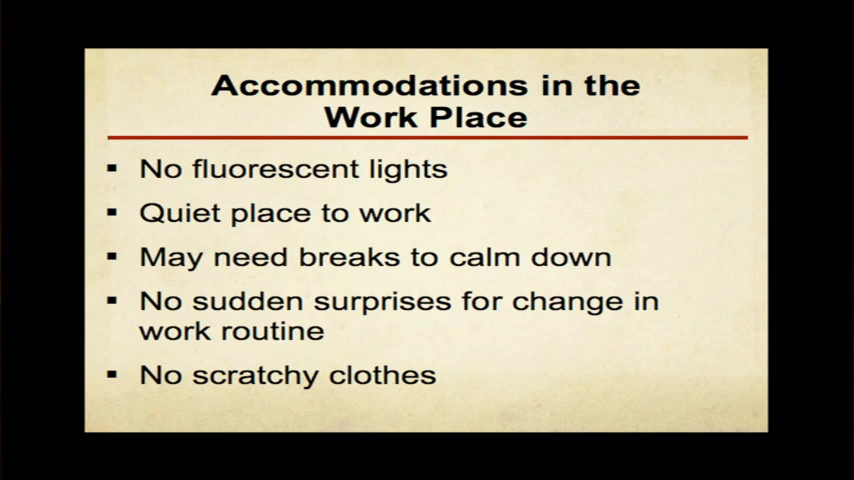 Accommodations in the
Work Place
▪ No fluorescent lights
▪ Quiet place to work
▪ May need breaks to calm down
▪ No sudden surprises for change in
work routine
▪ No scratchy clothes